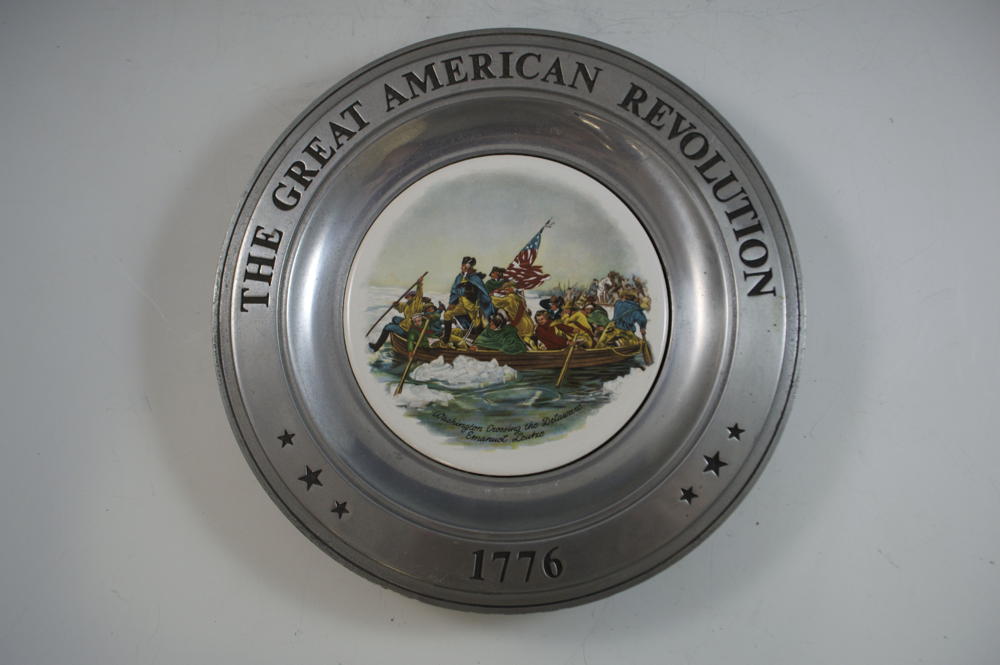 THE GREAT AMERICAN REVOLUTION
Washington Crossing the Delaware
Emanuel Leutze
1776